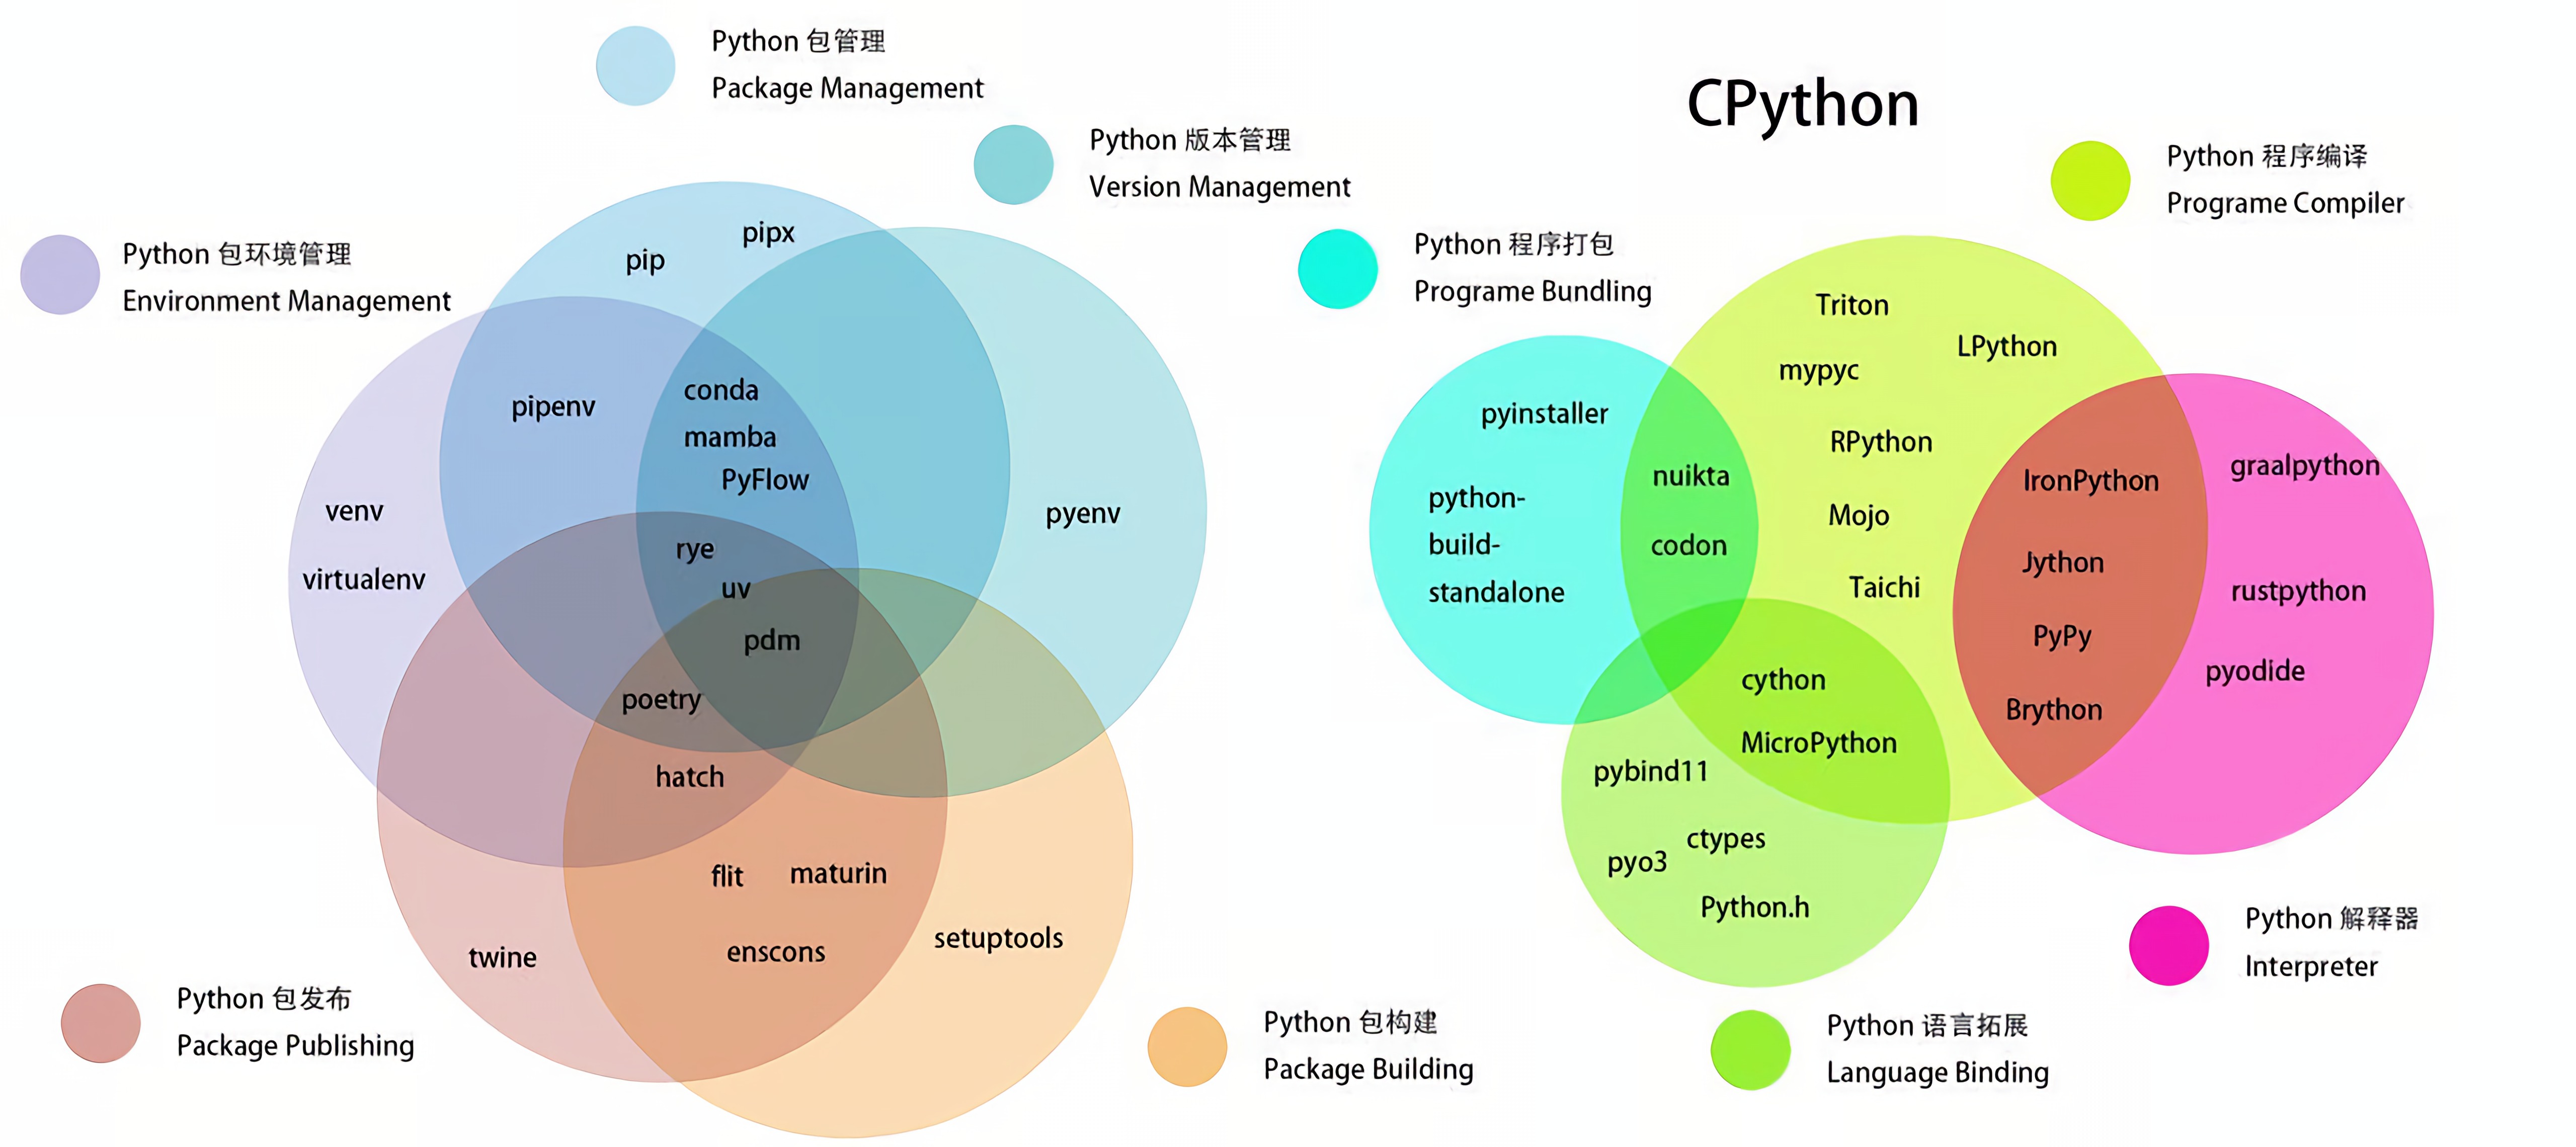 Python 包管理
Package Management
Python 版本管理
Version Management
Python 包环境管理
Environment Management
pipx
pip
pipenv
conda
mamba
PyFlow
venv
virtualenv
pyenv
rye
uv
pdm
poetry
hatch
flit
maturin
enscons
setuptools
twine
Python 包发布
Package Publishing
Python 包构建
Package Building
CPython
Python 程序编译
Programe Compiler
Python 程序打包
Programe Bundling
Triton
LPython
mypyc
pyinstaller
RPython
nuikta
python-
build-
standalone
codon
Mojo
Taichi
IronPython
Jython
PyPy
Brython
graalpython
rustpython
pyodide
cython
MicroPython
pybind11
ctypes
pyo3
Python.h
Python 解释器
Interpreter
Python 语言拓展
Language Binding